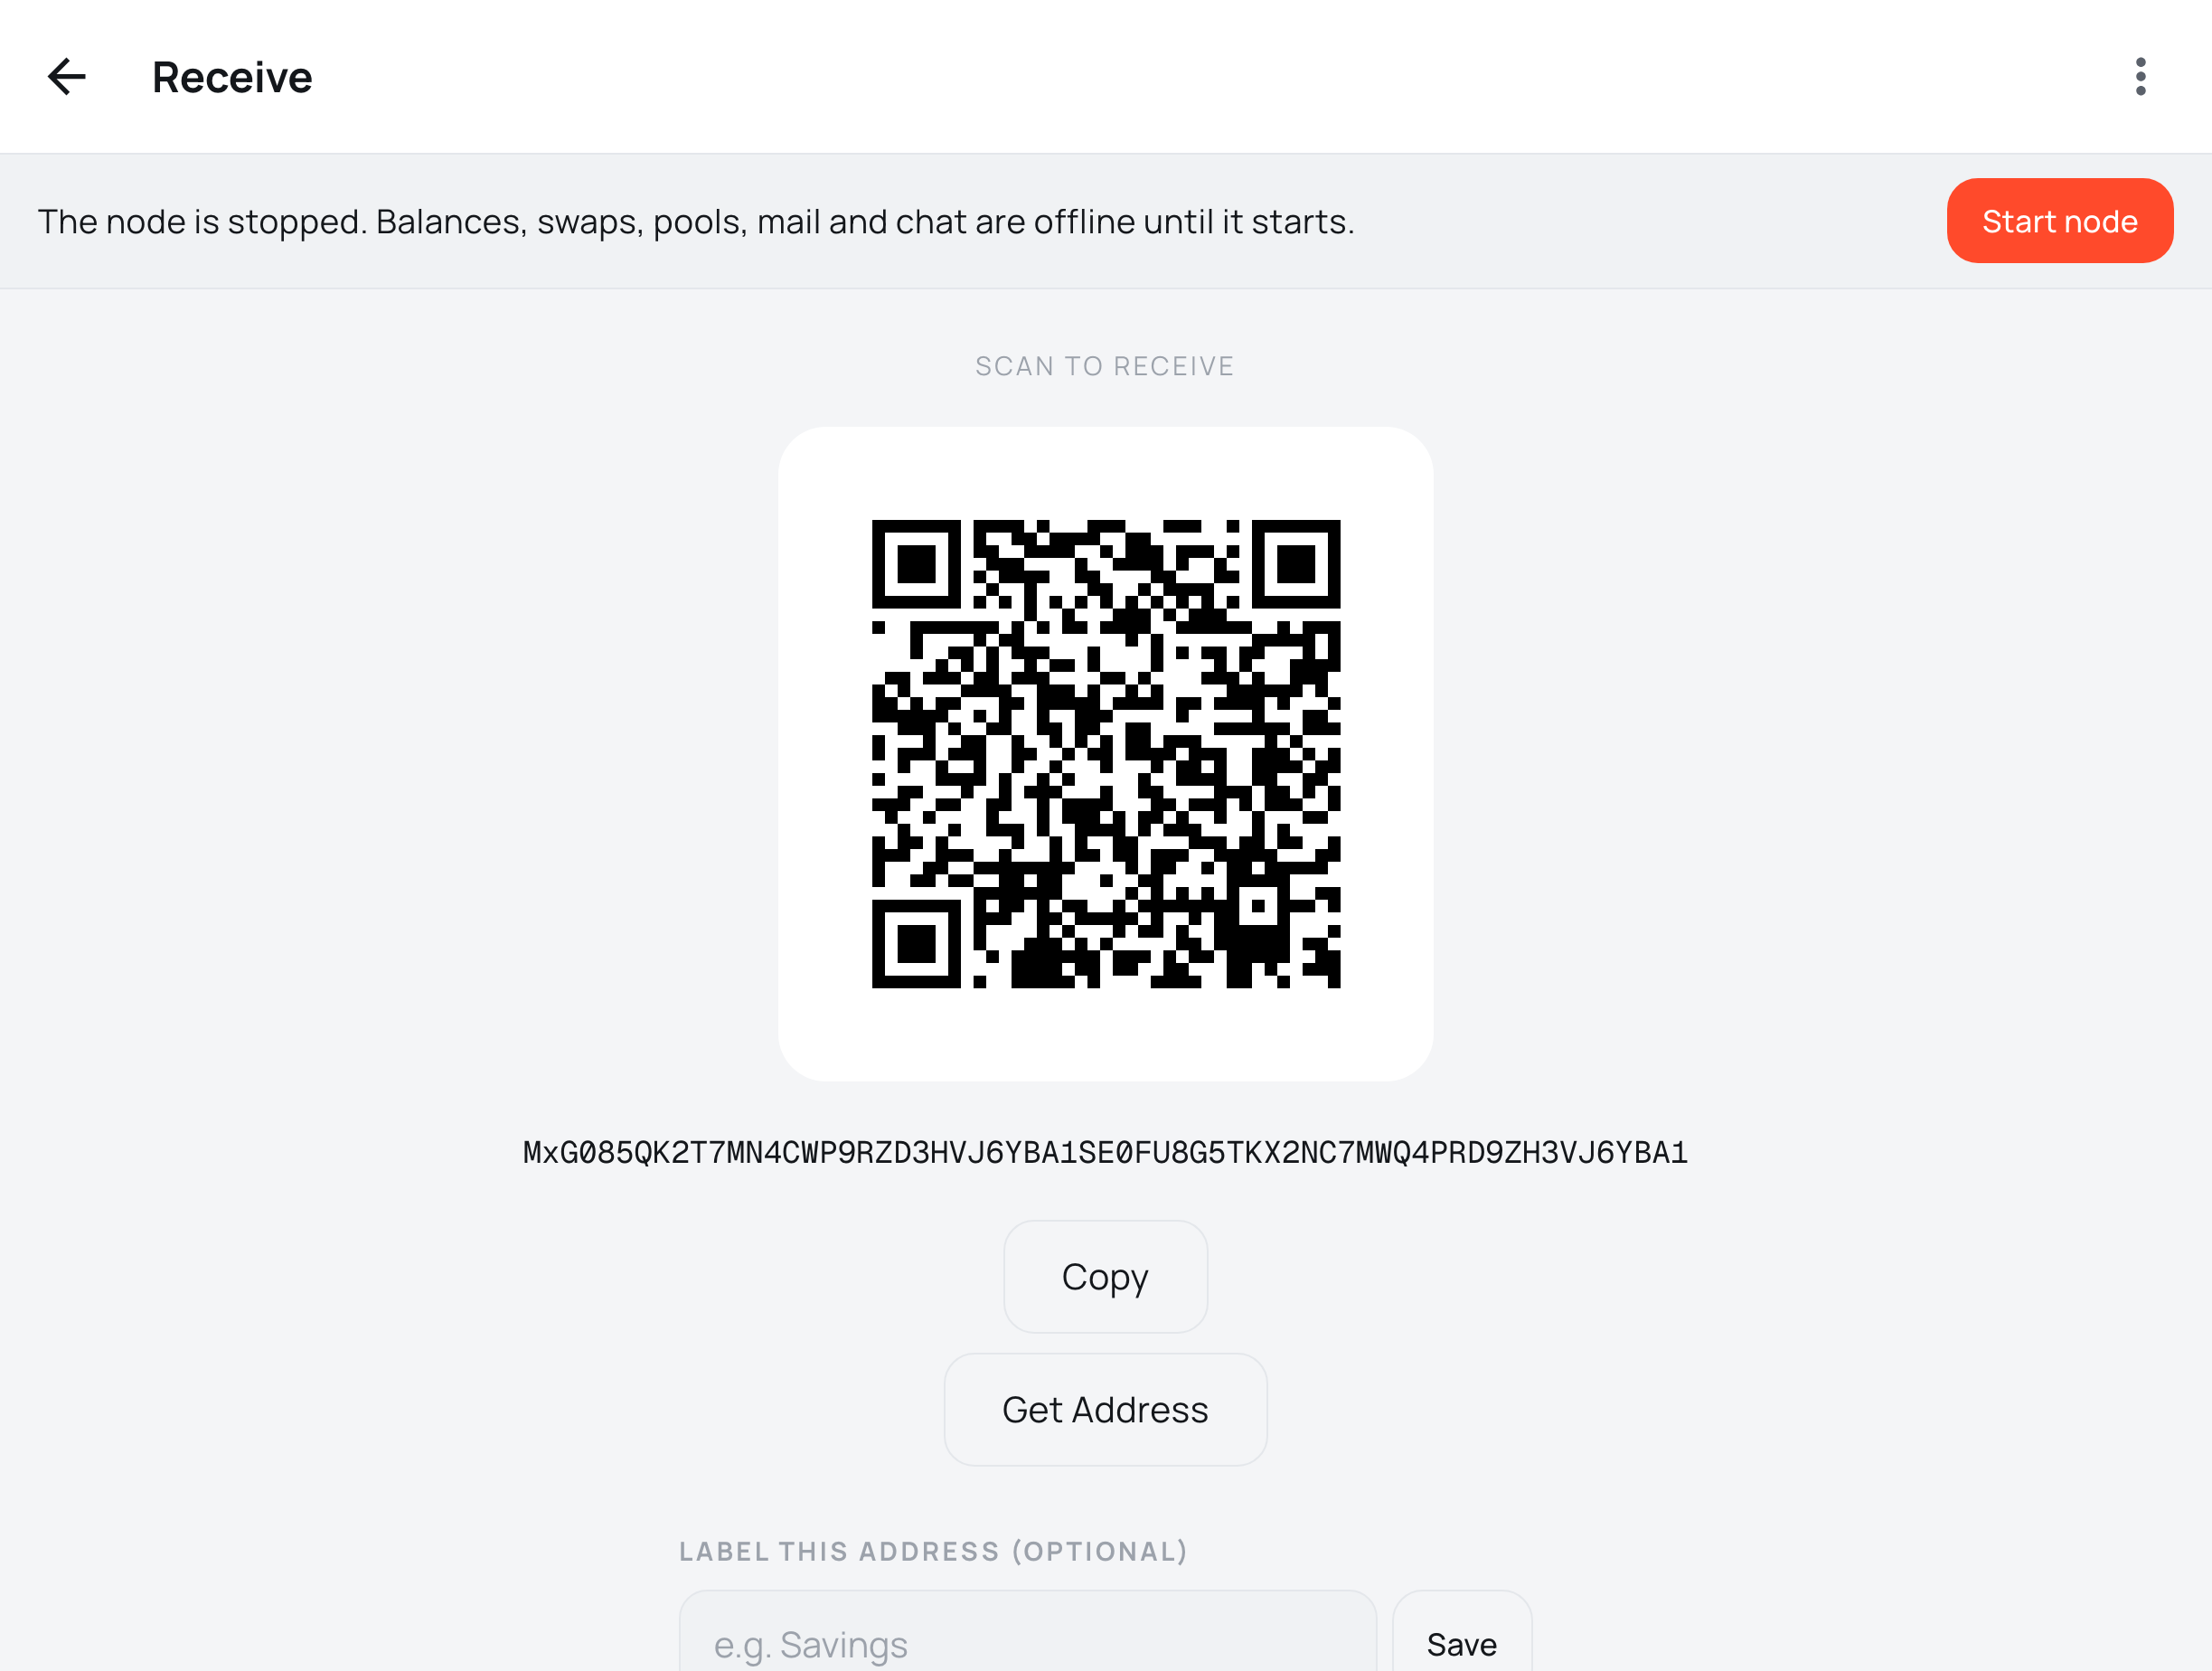 Receive
The node is stopped. Balances, swaps, pools, mail and chat are offline until it starts.
Start node
SCAN TO RECEIVE
MxG085QK2T7MN4CWP9RZD3HVJ6YBA1SE0FU8G5TKX2NC7MWQ4PRD9ZH3VJ6YBA1
Copy
Get Address
LABEL THIS ADDRESS (OPTIONAL)
e.g. Savings
Save